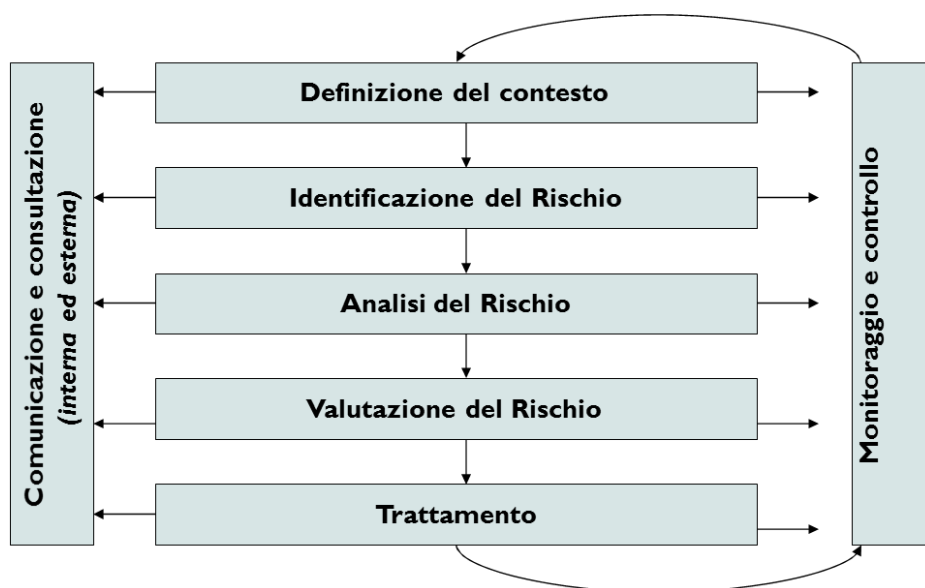 Comunicazione e consultazione
(interna ed esterna)
Definizione del contesto
Identificazione del Rischio
Analisi del Rischio
Valutazione del Rischio
Trattamento
Monitoraggio e controllo